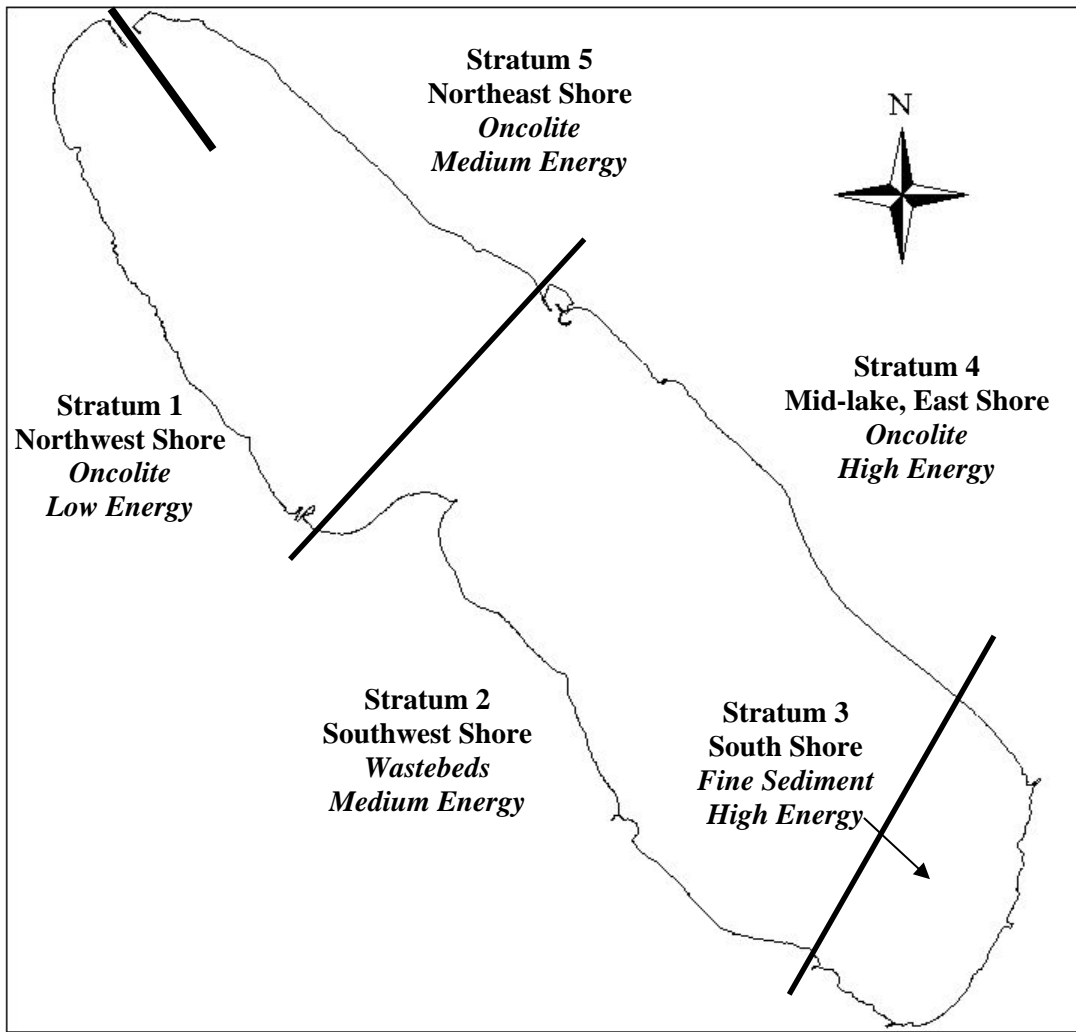 Stratum 5
Northeast Shore
Oncolite
Medium Energy
N
Stratum 4
Mid-lake, East Shore
Oncolite
High Energy
Stratum 1
Northwest Shore
Oncolite
Low Energy
Stratum 2
Southwest Shore
Wastebeds
Medium Energy
Stratum 3
South Shore
Fine Sediment
High Energy